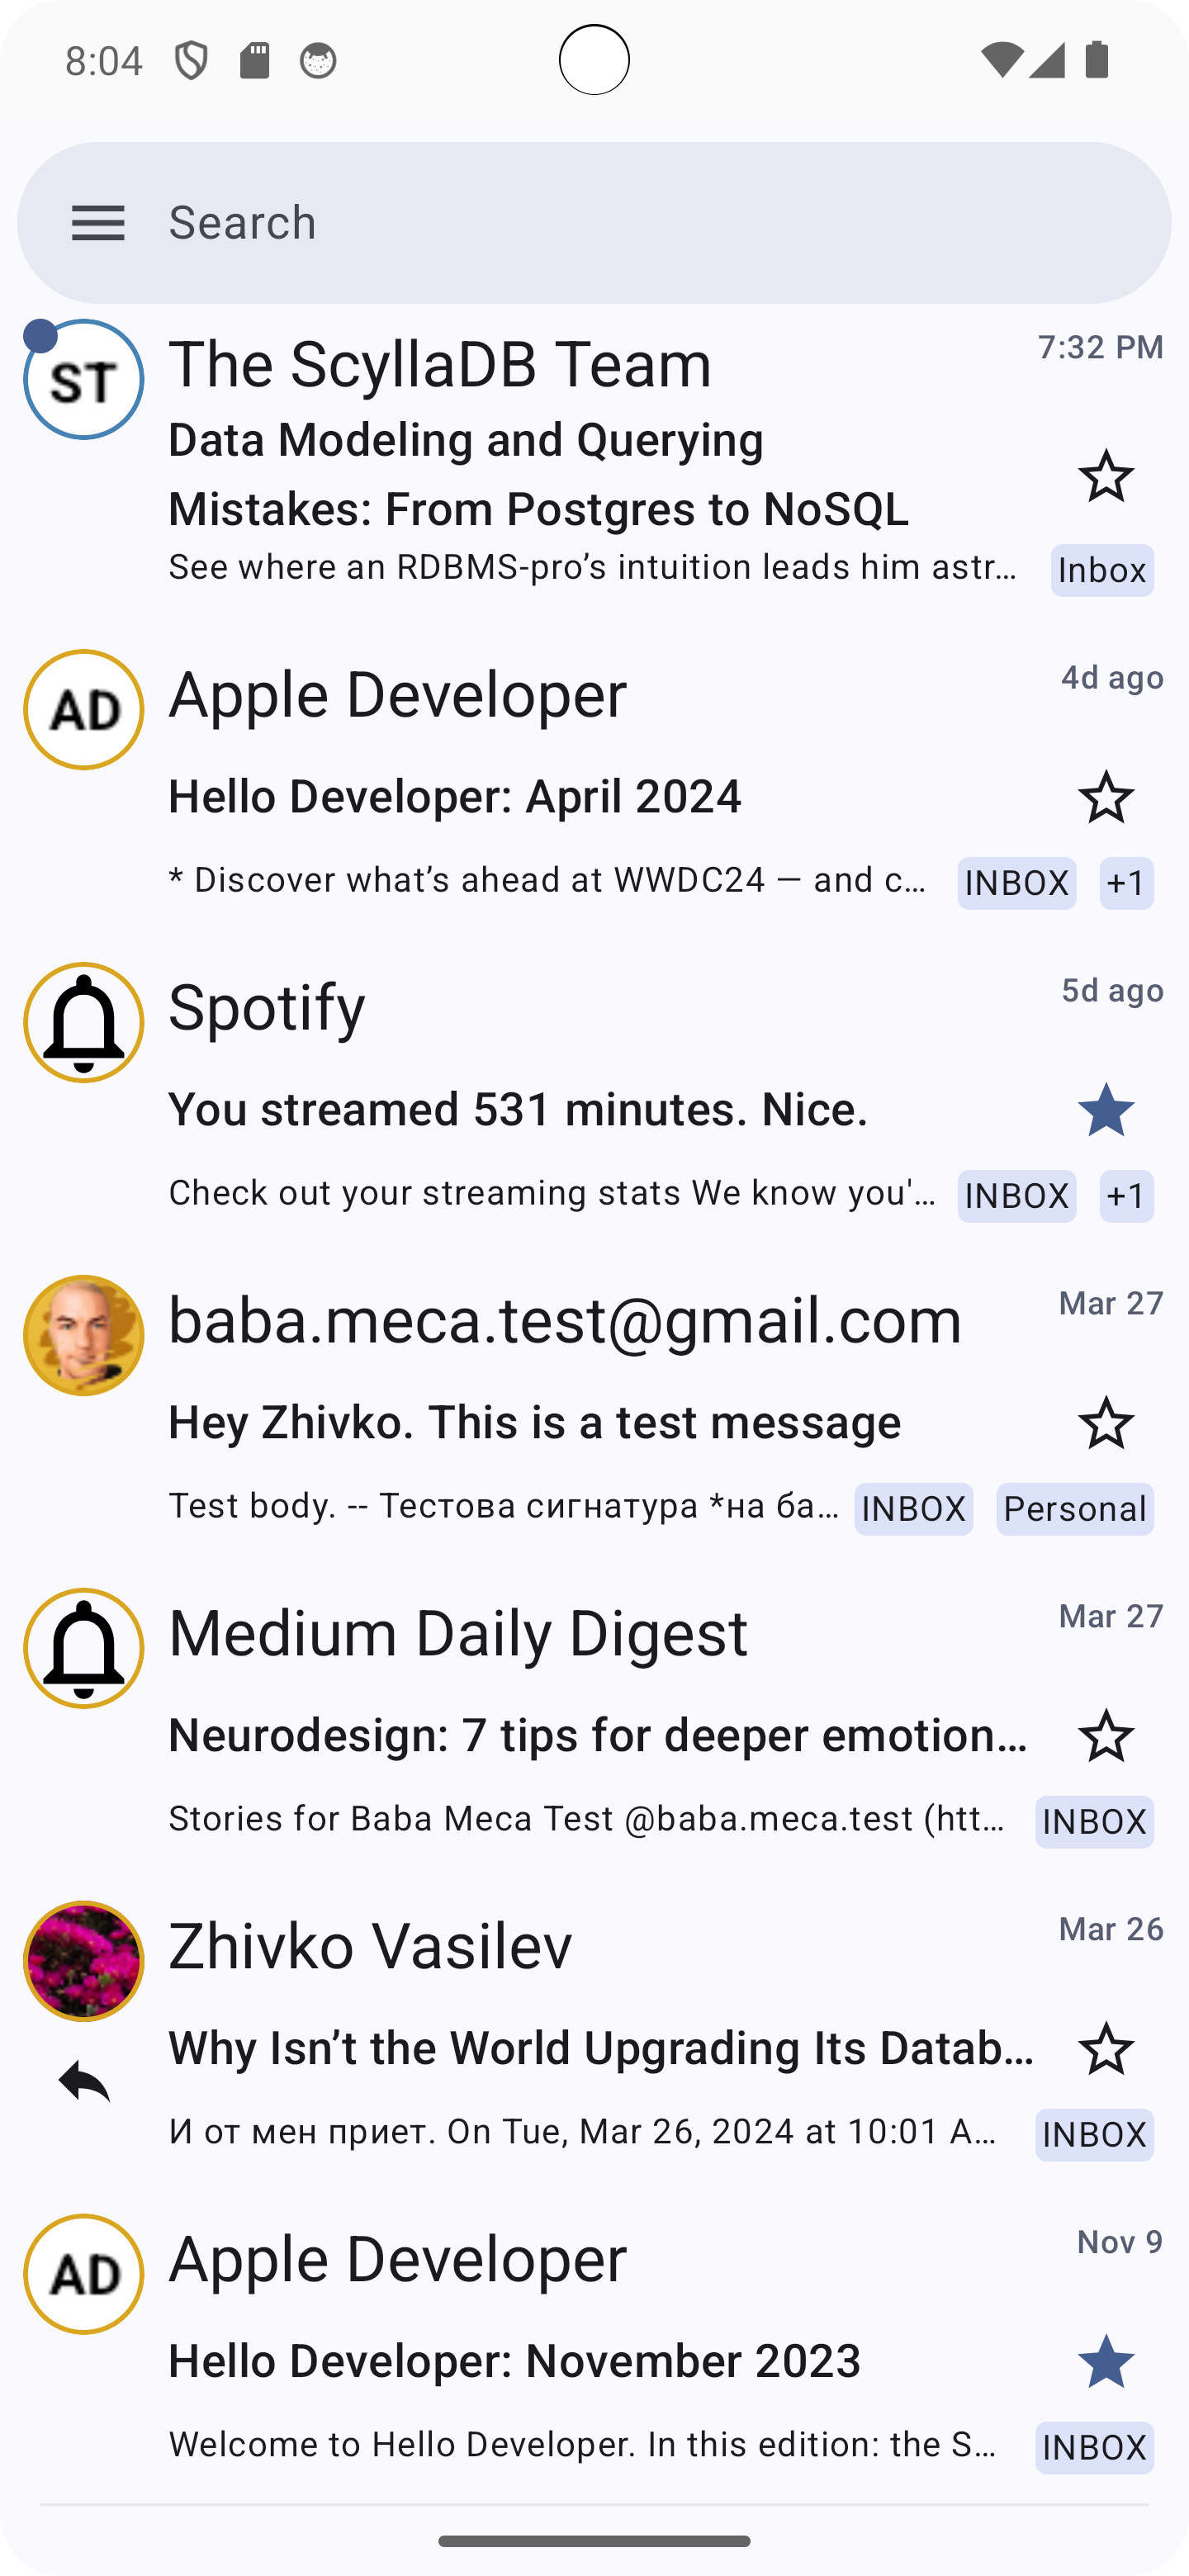 8:04
Search
ST
The ScyllaDB Team
7:32 PM
Data Modeling and Querying
Mistakes: From Postgres to NoSQL
See where an RDBMS-pro’s intuition leads him astr…
Inbox
AD
Apple Developer
4d ago
Hello Developer: April 2024
* Discover what’s ahead at WWDC24 — and c…
INBOX
+1
Spotify
5d ago
You streamed 531 minutes. Nice.
Check out your streaming stats We know you'…
INBOX
+1
baba.meca.test@gmail.com
Mar 27
Hey Zhivko. This is a test message
Test body. -- Тестова сигнатура *на ба…
INBOX
Personal
Medium Daily Digest
Mar 27
Neurodesign: 7 tips for deeper emotion…
Stories for Baba Meca Test @baba.meca.test (htt…
INBOX
Zhivko Vasilev
Mar 26
Why Isn’t the World Upgrading Its Datab…
И от мен приет. On Tue, Mar 26, 2024 at 10:01 A…
INBOX
AD
Apple Developer
Nov 9
Hello Developer: November 2023
Welcome to Hello Developer. In this edition: the S…
INBOX